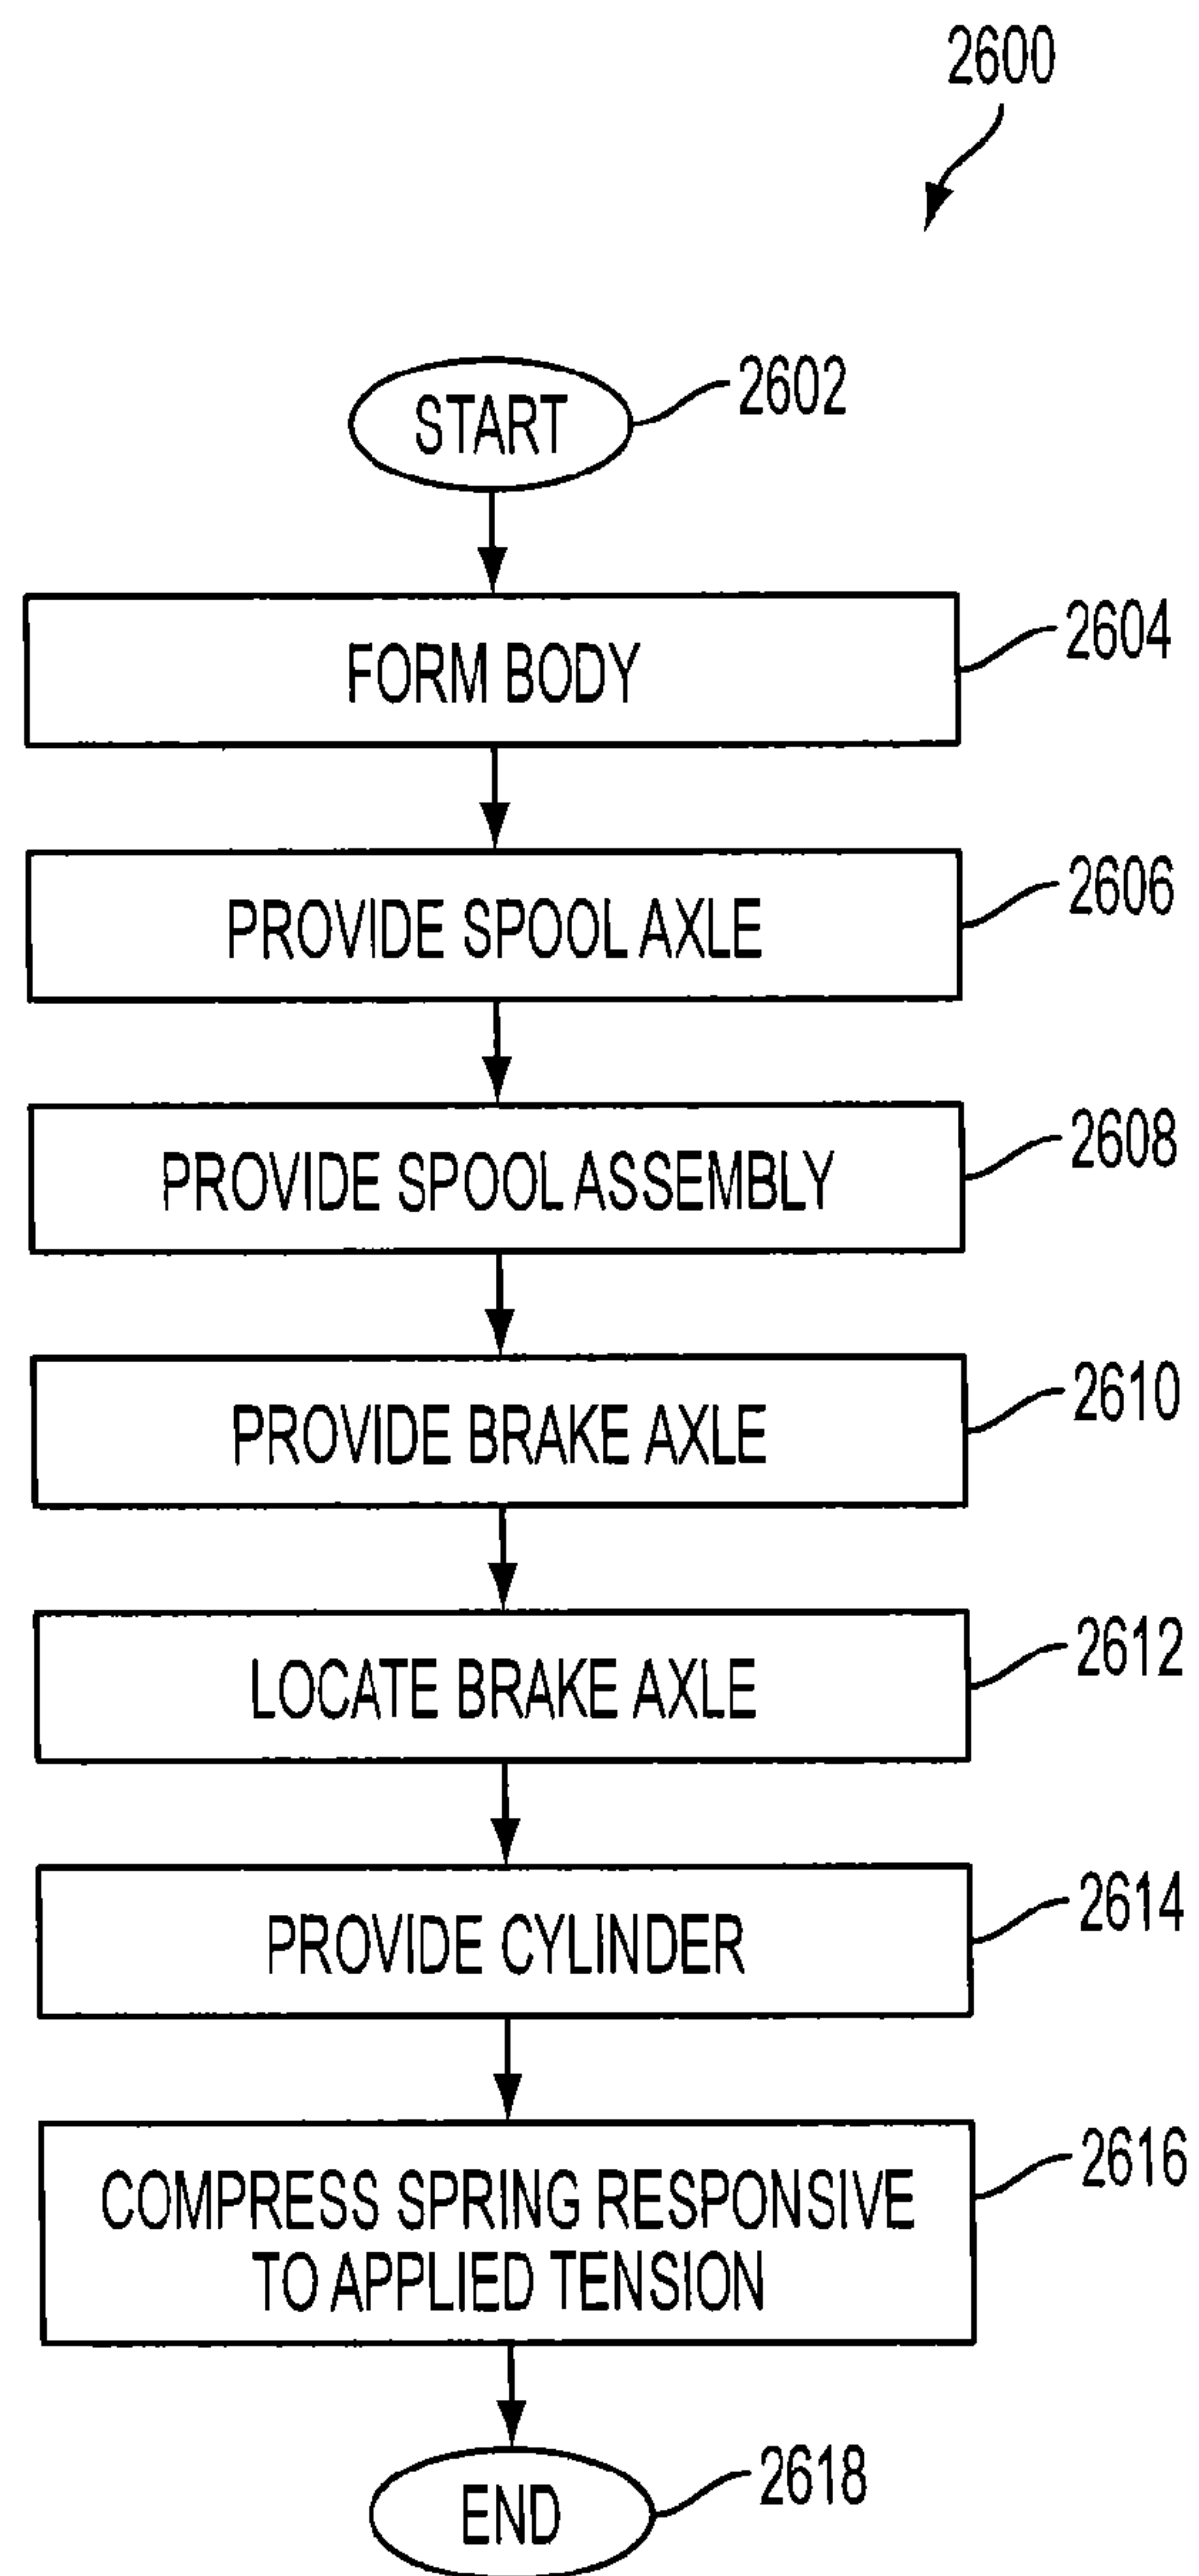 2600
START
2602
FORM BODY
2604
PROVIDE SPOOL AXLE
2606
PROVIDE SPOOL ASSEMBLY
2608
PROVIDE BRAKE AXLE
2610
LOCATE BRAKE AXLE
2612
PROVIDE CYLINDER
2614
COMPRESS SPRING RESPONSIVE
TO APPLIED TENSION
2616
END
2618